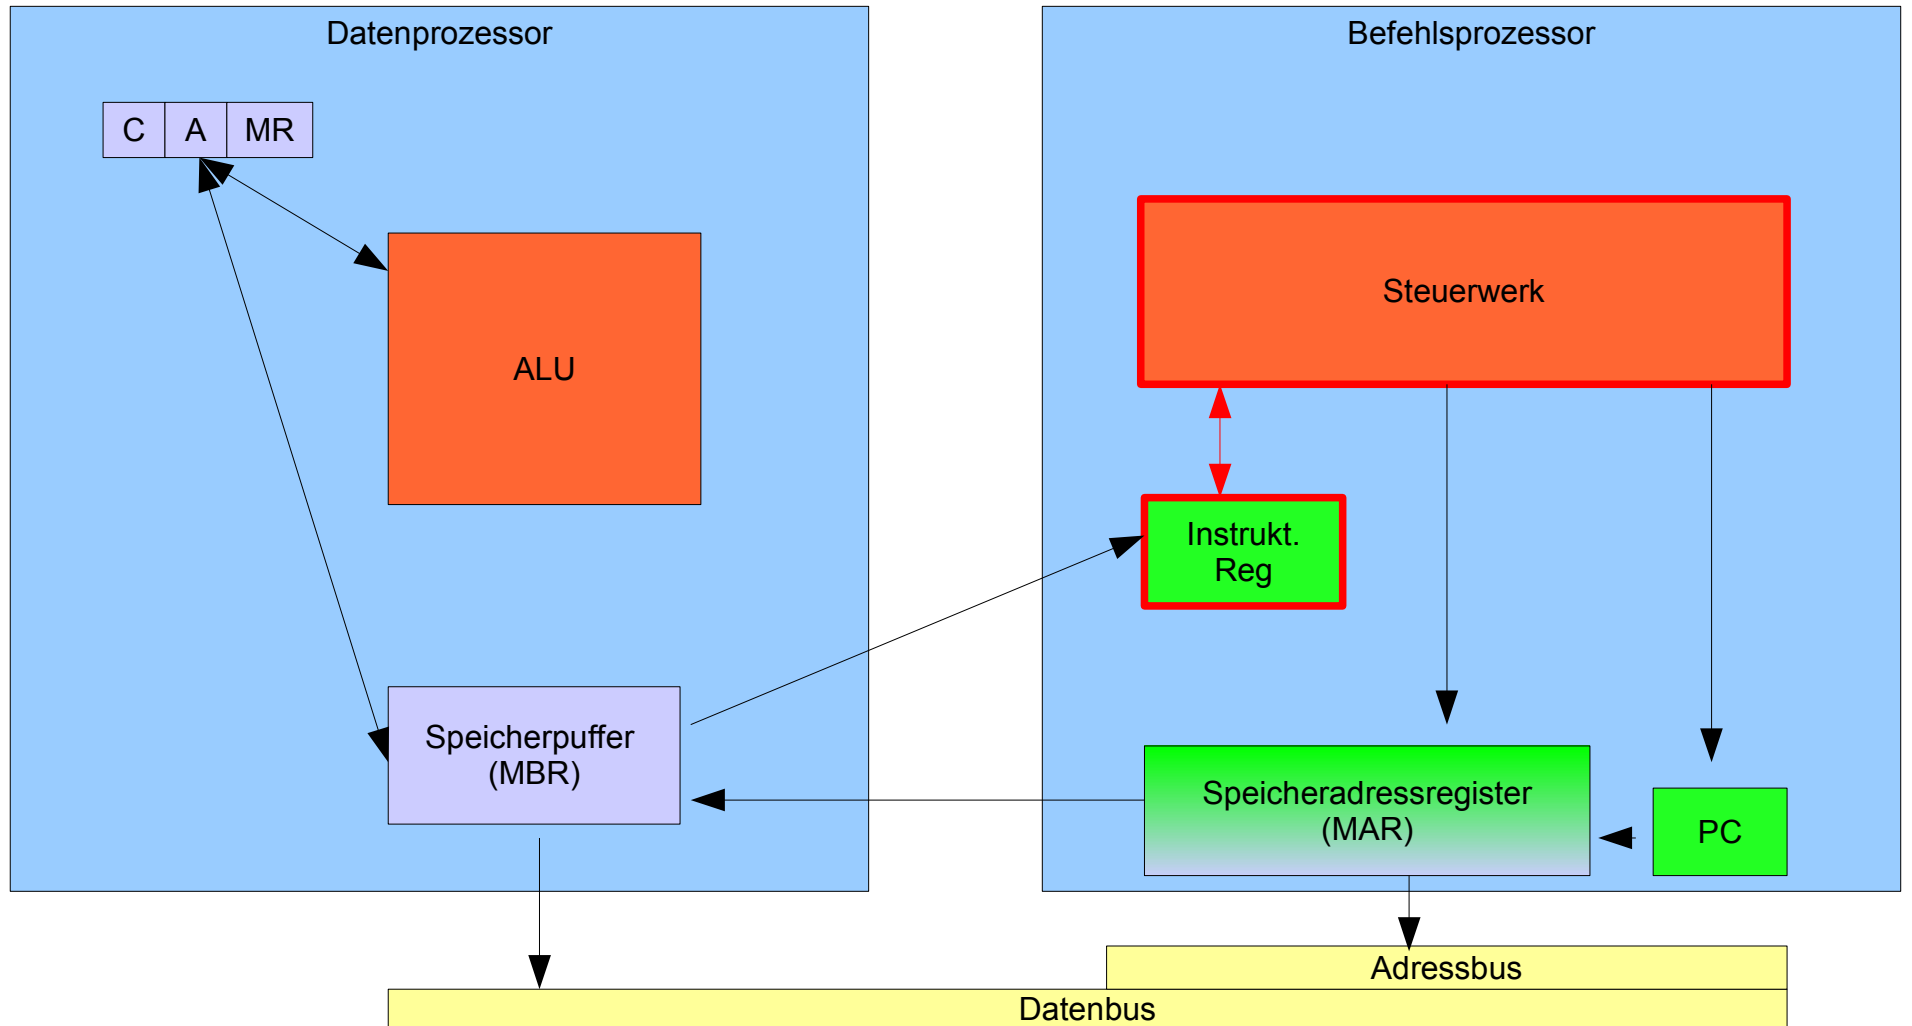 Datenprozessor
Befehlsprozessor
C A MR
Steuerwerk
ALU
Instrukt.
Reg
Speicherpuffer
(MBR)
Speicheradressregister
(MAR)
PC
Adressbus
Datenbus